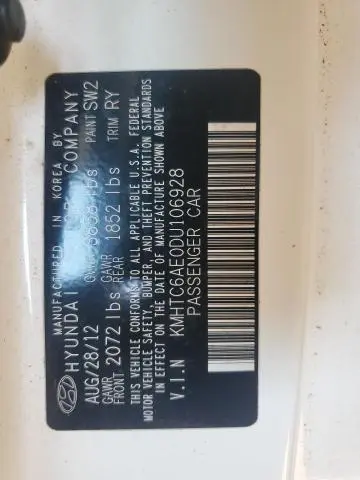 MANUFACTURED IN KOREA BY
HYUNDAI COMPANY
AUG/28/12 lbs PAINT SW2
GAWR FRONT 2072 lbs GAWR REAR 1852 lbs TRIM RY
THIS VEHICLE CONFORMS TO ALL APPLICABLE U.S.A. FEDERAL
MOTOR VEHICLE SAFETY, BUMPER, AND THEFT PREVENTION STANDARDS
IN EFFECT ON THE DATE OF MANUFACTURE SHOWN ABOVE
V.I.N KMHTC6AE0DU106928
PASSENGER CAR